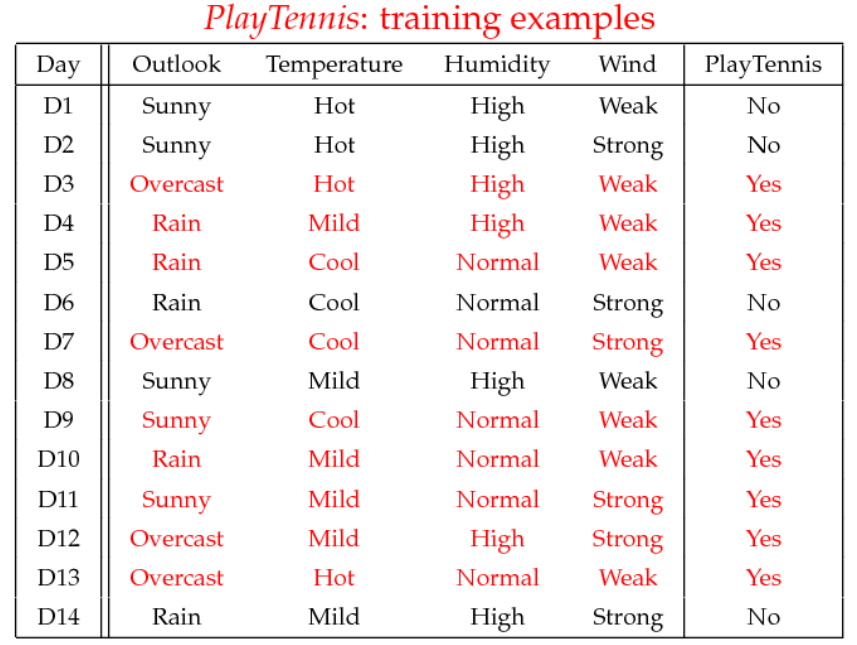 PlayTennis: training examples
Day Outlook Temperature Humidity Wind PlayTennis
D1 Sunny Hot High Weak No
D2 Sunny Hot High Strong No
D3 Overcast Hot High Weak Yes
D4 Rain Mild High Weak Yes
D5 Rain Cool Normal Weak Yes
D6 Rain Cool Normal Strong No
D7 Overcast Cool Normal Strong Yes
D8 Sunny Mild High Weak No
D9 Sunny Cool Normal Weak Yes
D10 Rain Mild Normal Weak Yes
D11 Sunny Mild Normal Strong Yes
D12 Overcast Mild High Strong Yes
D13 Overcast Hot Normal Weak Yes
D14 Rain Mild High Strong No